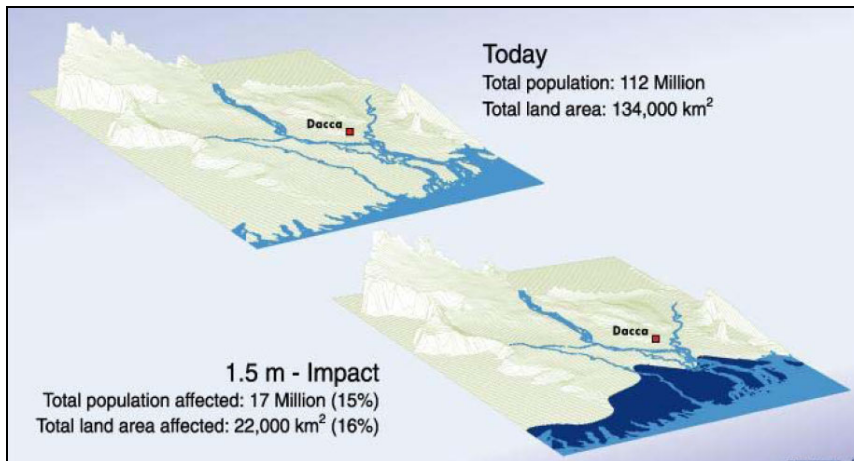 Today
Total population: 112 Million
Total land area: 134,000 km²
Dacca
Dacca
1.5 m - Impact
Total population affected: 17 Million (15%)
Total land area affected: 22,000 km² (16%)